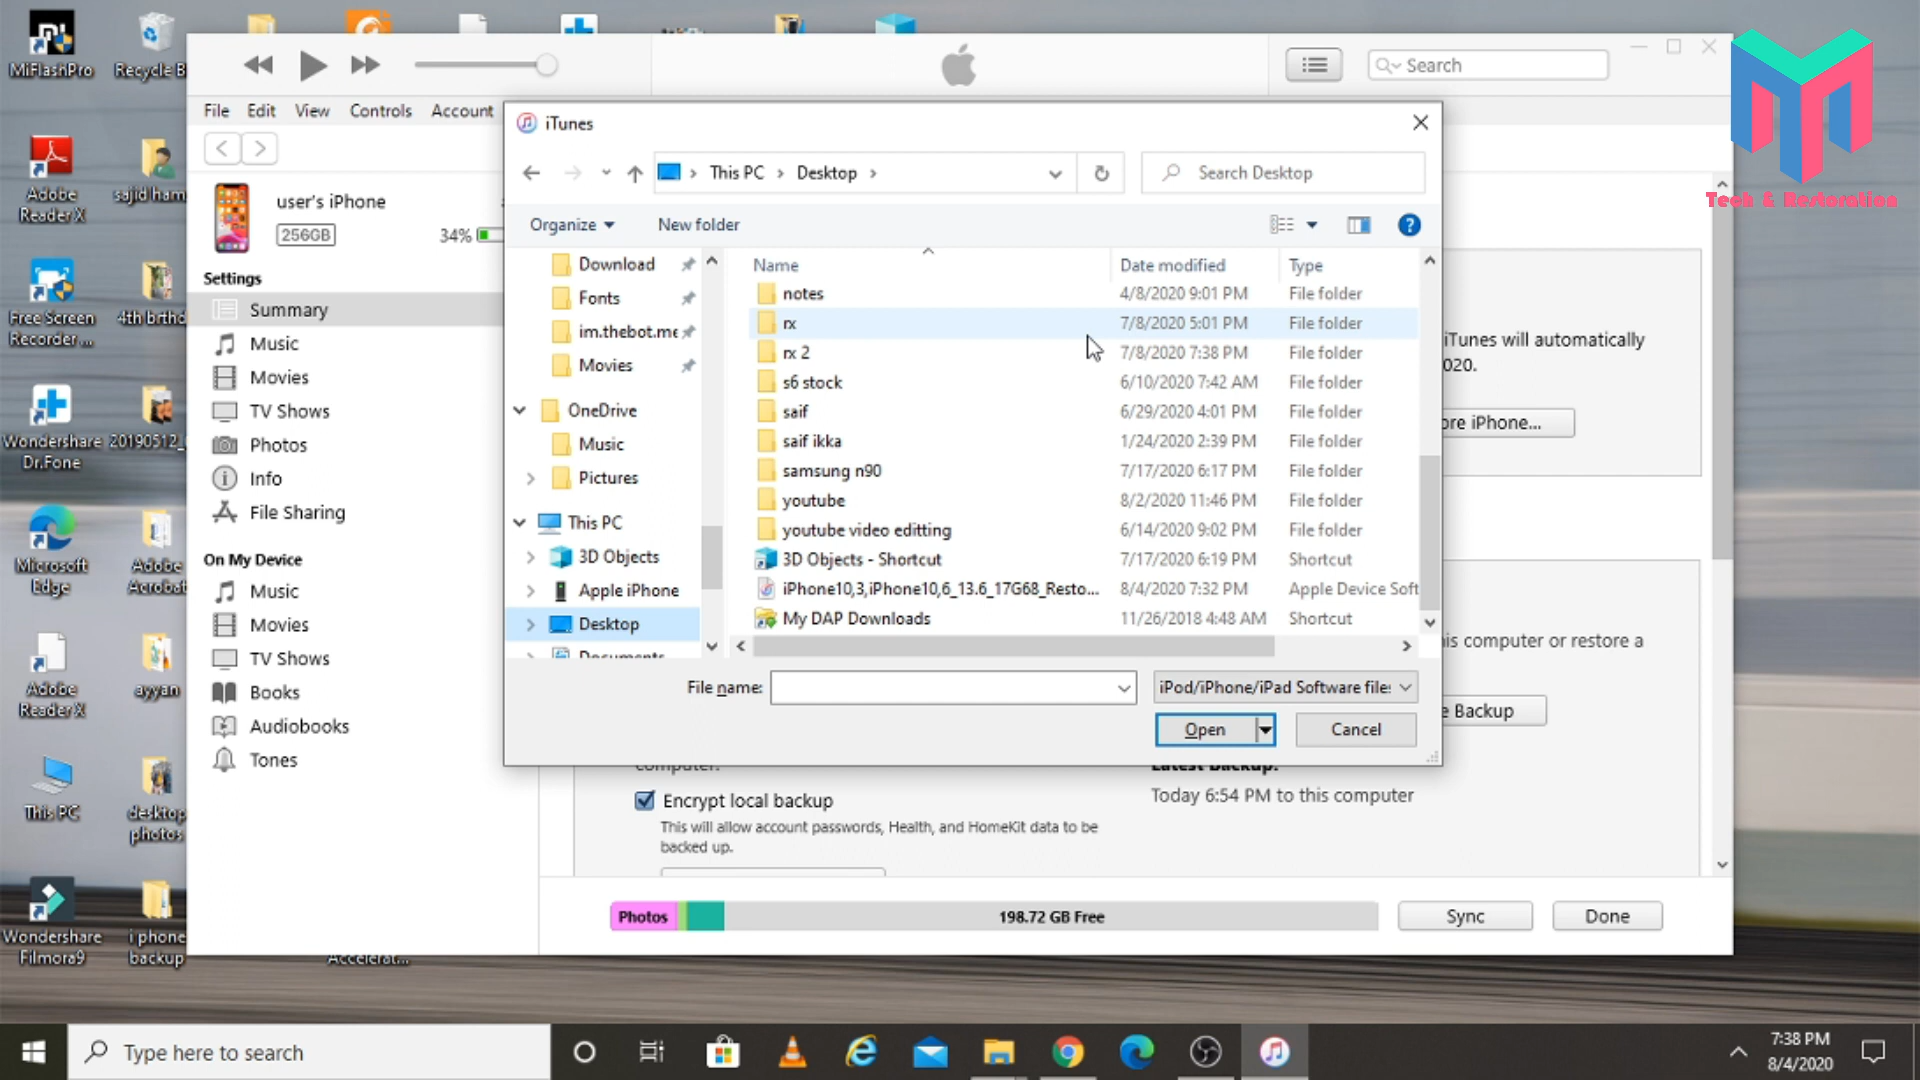 MiFlashPro
Recycle B
Adobe
Reader X
sajid ham
Free Screen
Recorder ...
4th brthd
Wondershare
Dr.Fone
20190512_
Microsoft
Edge
Adobe
Acrobat
Adobe
Reader X
ayyan
This PC
desktop
photos
Wondershare
Filmora9
i phone
backup
Accelerat...
Search
File Edit View Controls Account
user's iPhone
256GB
34%
Settings
Summary
Music
Movies
TV Shows
Photos
Info
File Sharing
On My Device
Music
Movies
TV Shows
Books
Audiobooks
Tones
iTunes
This PC
Desktop
Search Desktop
Organize
New folder
Download
Fonts
im.thebot.me
Movies
OneDrive
Music
Pictures
This PC
3D Objects
Apple iPhone
Desktop
Documents
Name Date modified Type
notes 4/8/2020 9:01 PM File folder
rx 7/8/2020 5:01 PM File folder
rx 2 7/8/2020 7:38 PM File folder
s6 stock 6/10/2020 7:42 AM File folder
saif 6/29/2020 4:01 PM File folder
saif ikka 1/24/2020 2:39 PM File folder
samsung n90 7/17/2020 6:17 PM File folder
youtube 8/2/2020 11:46 PM File folder
youtube video editting 6/14/2020 9:02 PM File folder
3D Objects - Shortcut 7/17/2020 6:19 PM Shortcut
iPhone10,3,iPhone10,6_13.6_17G68_Resto... 8/4/2020 7:32 PM Apple Device Soft
My DAP Downloads 11/26/2018 4:48 AM Shortcut
File name:
iPod/iPhone/iPad Software files
Open
Cancel
iTunes will automatically
020.
ore iPhone...
his computer or restore a
e Backup
computer.
Latest Backup:
Today 6:54 PM to this computer
Encrypt local backup
This will allow account passwords, Health, and HomeKit data to be
backed up.
Photos
198.72 GB Free
Sync
Done
Tech & Restoration
Type here to search
7:38 PM
8/4/2020